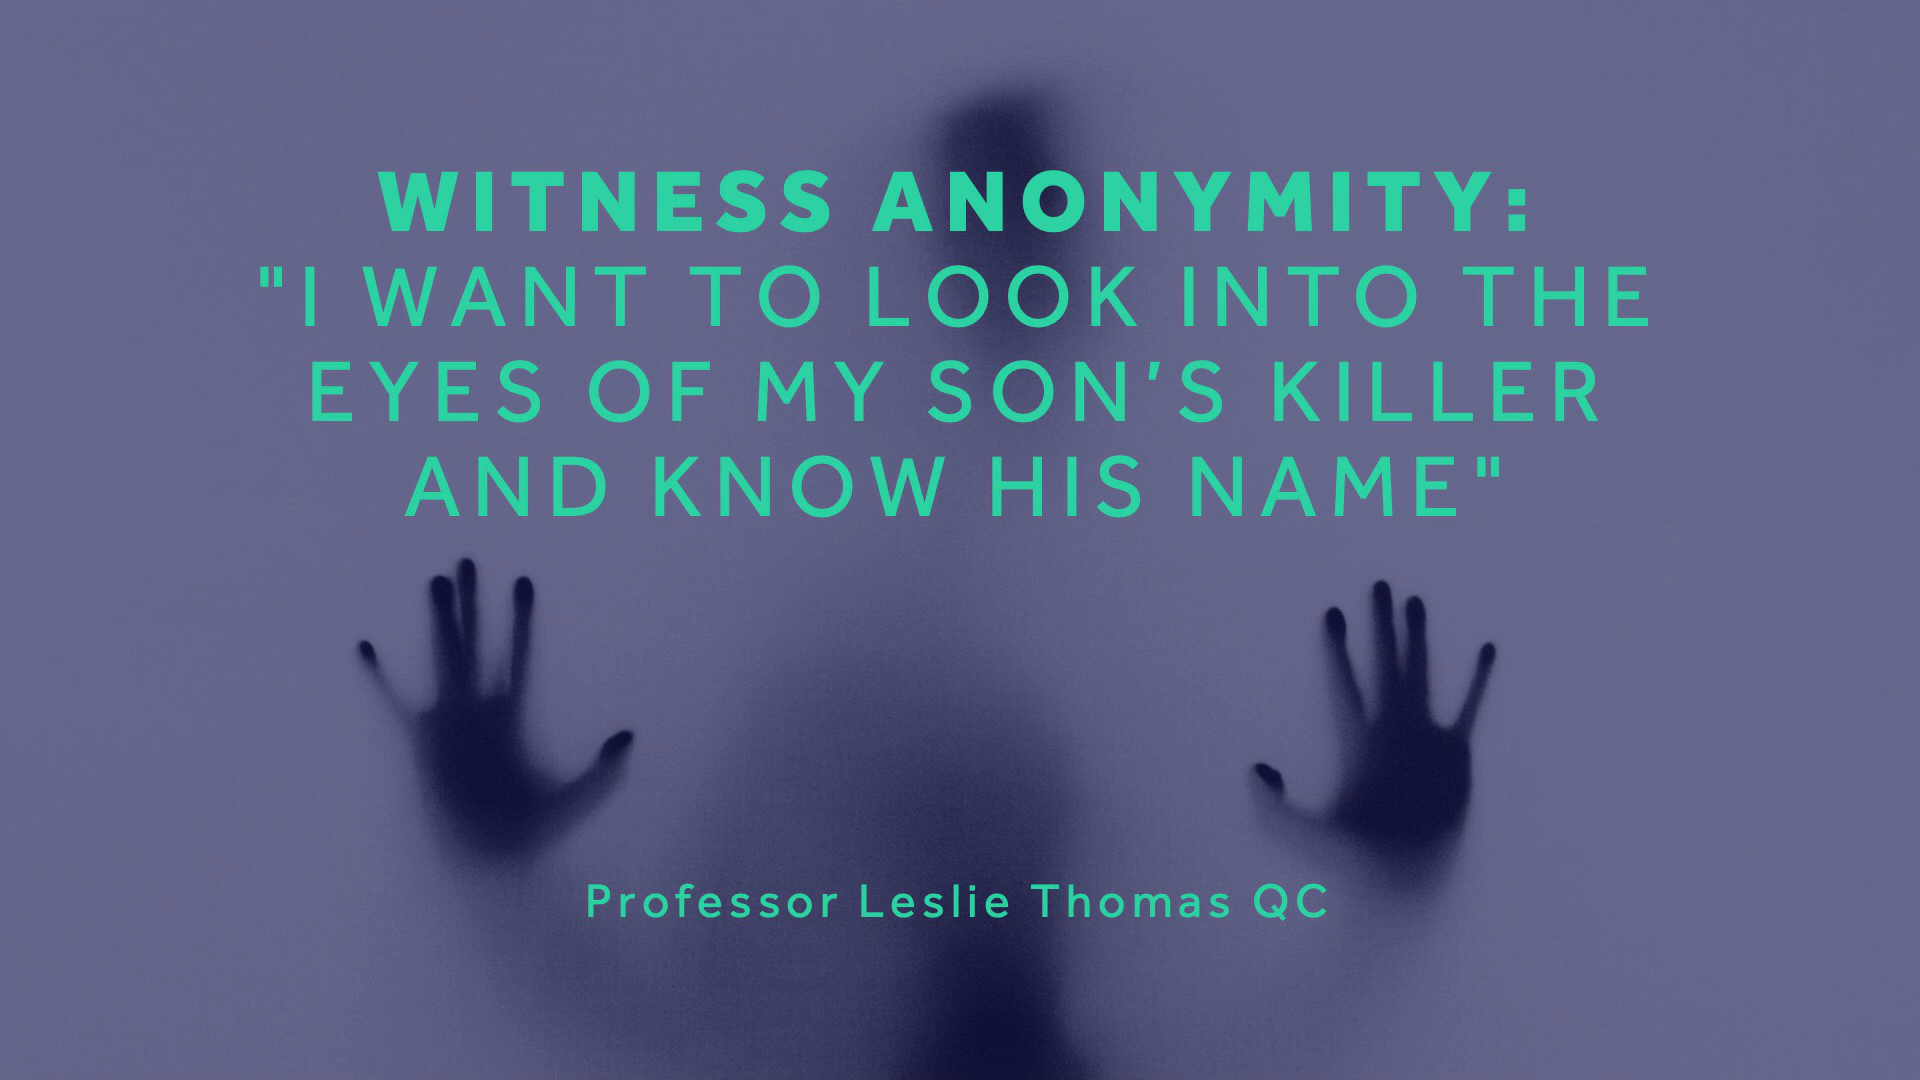 WITNESS ANONYMITY:
"I WANT TO LOOK INTO THE
EYES OF MY SON’S KILLER
AND KNOW HIS NAME"
Professor Leslie Thomas QC